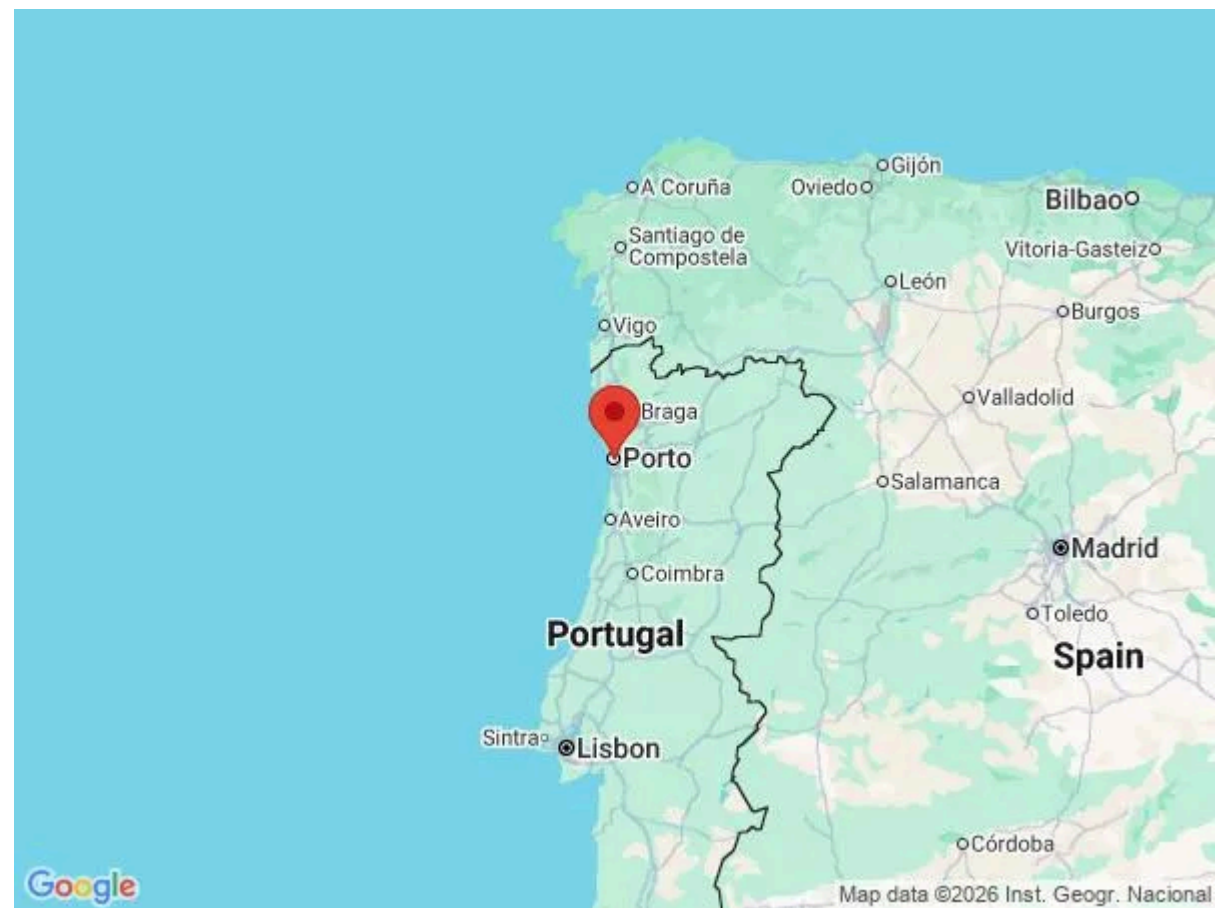 Gijón
A Coruña
Oviedo
Bilbao
Santiago de
Compostela
Vitoria-Gasteiz
León
Burgos
Vigo
Valladolid
Braga
Porto
Salamanca
Aveiro
Madrid
Coimbra
Toledo
Portugal
Spain
Sintra
Lisbon
Córdoba
Google
Map data ©2026 Inst. Geogr. Nacional